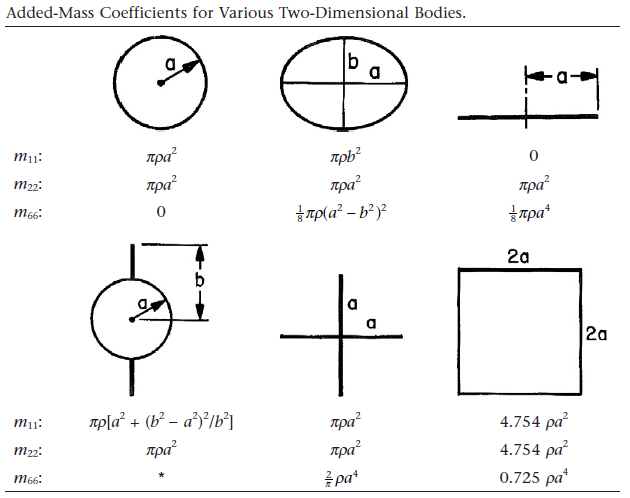 Added-Mass Coefficients for Various Two-Dimensional Bodies.
a b a a
m₁₁: πρa² πρb² 0
m₂₂: πρa² πρa² πρa²
m₆₆: 0 ⅛πρ(a² – b²)² ⅛πρa⁴
2a
b
a a
a 2a
m₁₁: πρ[a² + (b² – a²)²/b²] πρa² 4.754 ρa²
m₂₂: πρa² πρa² 4.754 ρa²
m₆₆: * 2/π ρa⁴ 0.725 ρa⁴